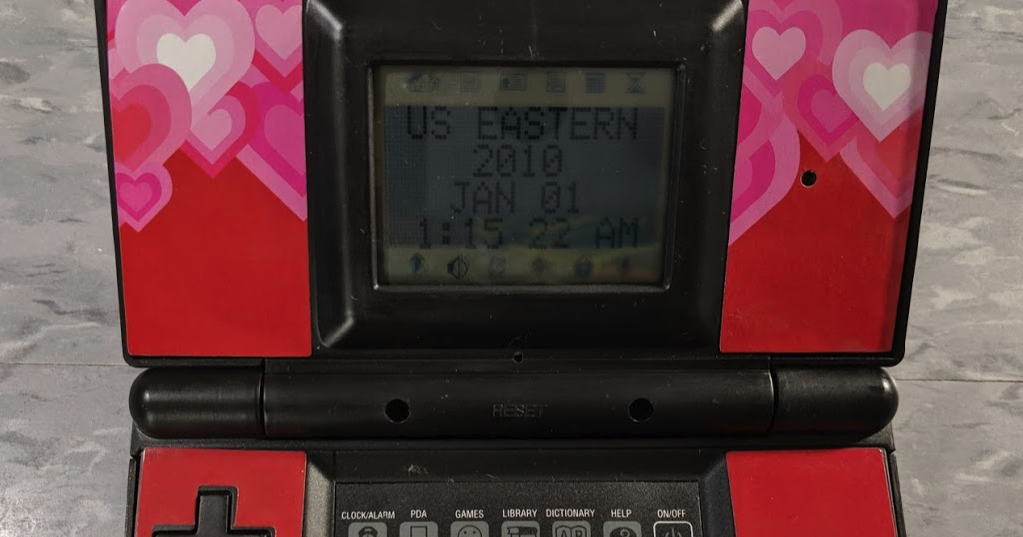 US EASTERN
2010
JAN 01
1:15 22 AM
RESET
CLOCK/ALARM PDA GAMES LIBRARY DICTIONARY HELP ON/OFF